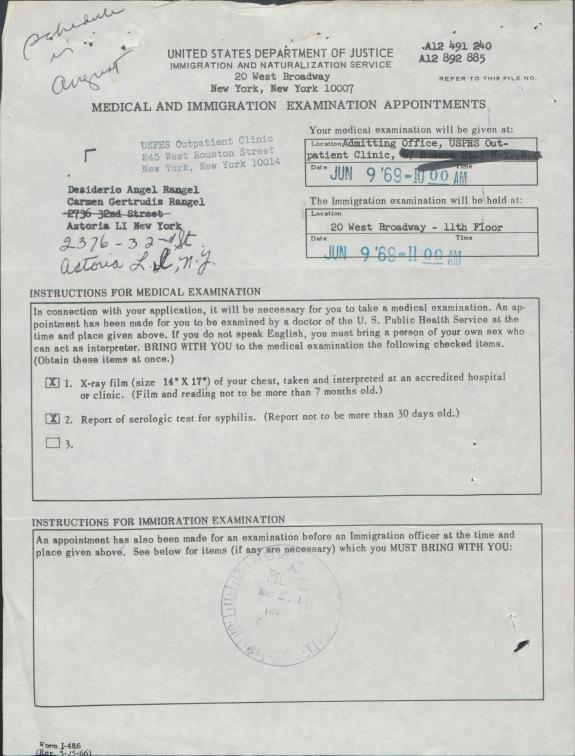 schedule
in
August
UNITED STATES DEPARTMENT OF JUSTICE
IMMIGRATION AND NATURALIZATION SERVICE
20 West Broadway
New York, New York 10007
A12 491 240
A12 892 885
REFER TO THIS FILE NO.
MEDICAL AND IMMIGRATION EXAMINATION APPOINTMENTS
USPHS Outpatient Clinic
245 West Houston Street
New York, New York 10014
Desiderio Angel Rangel
Carmen Gertrudis Rangel
2736 32nd Street
Astoria LI New York
2376-32nd St.
Astoria L.I., N.Y.
Your medical examination will be given at:
Location Admitting Office, USPHS Out-
patient Clinic, 67 Hudson St., N.Y., N.Y.
Date Time
JUN 9 '69-10 00 AM
The Immigration examination will be held at:
Location
20 West Broadway - 11th Floor
Date Time
JUN 9 '69-11 00 AM
INSTRUCTIONS FOR MEDICAL EXAMINATION
In connection with your application, it will be necessary for you to take a medical examination. An ap-
pointment has been made for you to be examined by a doctor of the U. S. Public Health Service at the
time and place given above. If you do not speak English, you must bring a person of your own sex who
can act as interpreter. BRING WITH YOU to the medical examination the following checked items.
(Obtain these items at once.)
X 1. X-ray film (size 14" X 17") of your chest, taken and interpreted at an accredited hospital
or clinic. (Film and reading not to be more than 7 months old.)
X 2. Report of serologic test for syphilis. (Report not to be more than 30 days old.)
3.
INSTRUCTIONS FOR IMMIGRATION EXAMINATION
An appointment has also been made for an examination before an Immigration officer at the time and
place given above. See below for items (if any are necessary) which you MUST BRING WITH YOU:
RECEIVED
Form I-486
(Rev. 5-25-66)